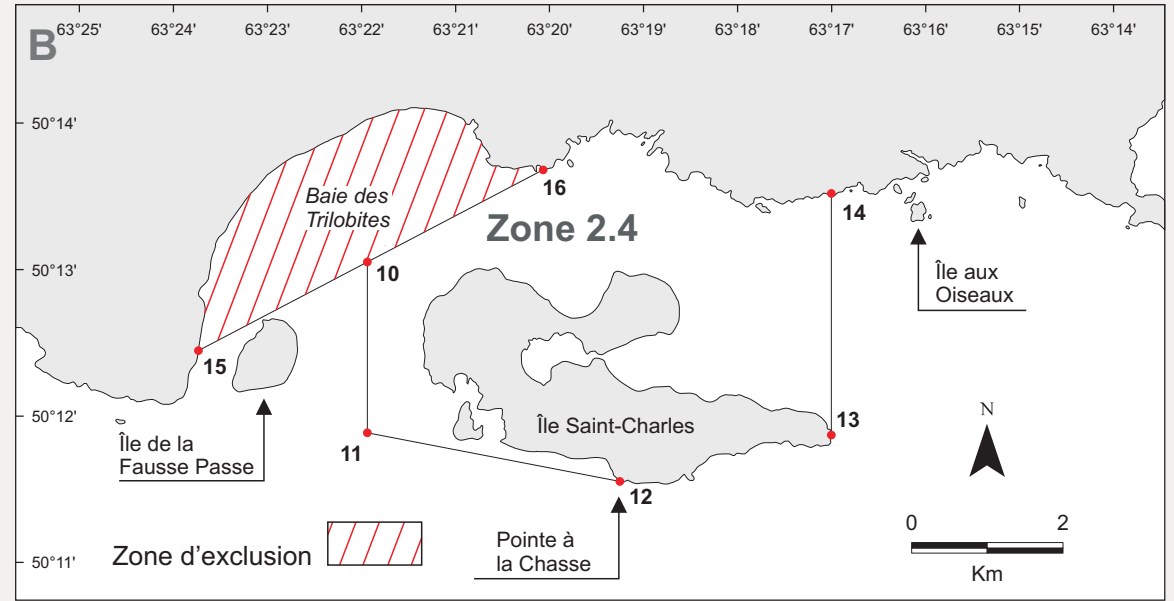 B
63°25' 63°24' 63°23' 63°22' 63°20' 63°19' 63°18' 63°17' 63°16' 63°15' 63°14'
50°14'
Baie des
Trilobites
16
14
Zone 2.4
50°13'
10
Île aux
Oiseaux
15
50°12'
Île Saint-Charles
13
Île de la
Fausse Passe
11
N
12
Zone d'exclusion
Pointe à
la Chasse
0 2
Km
50°11'